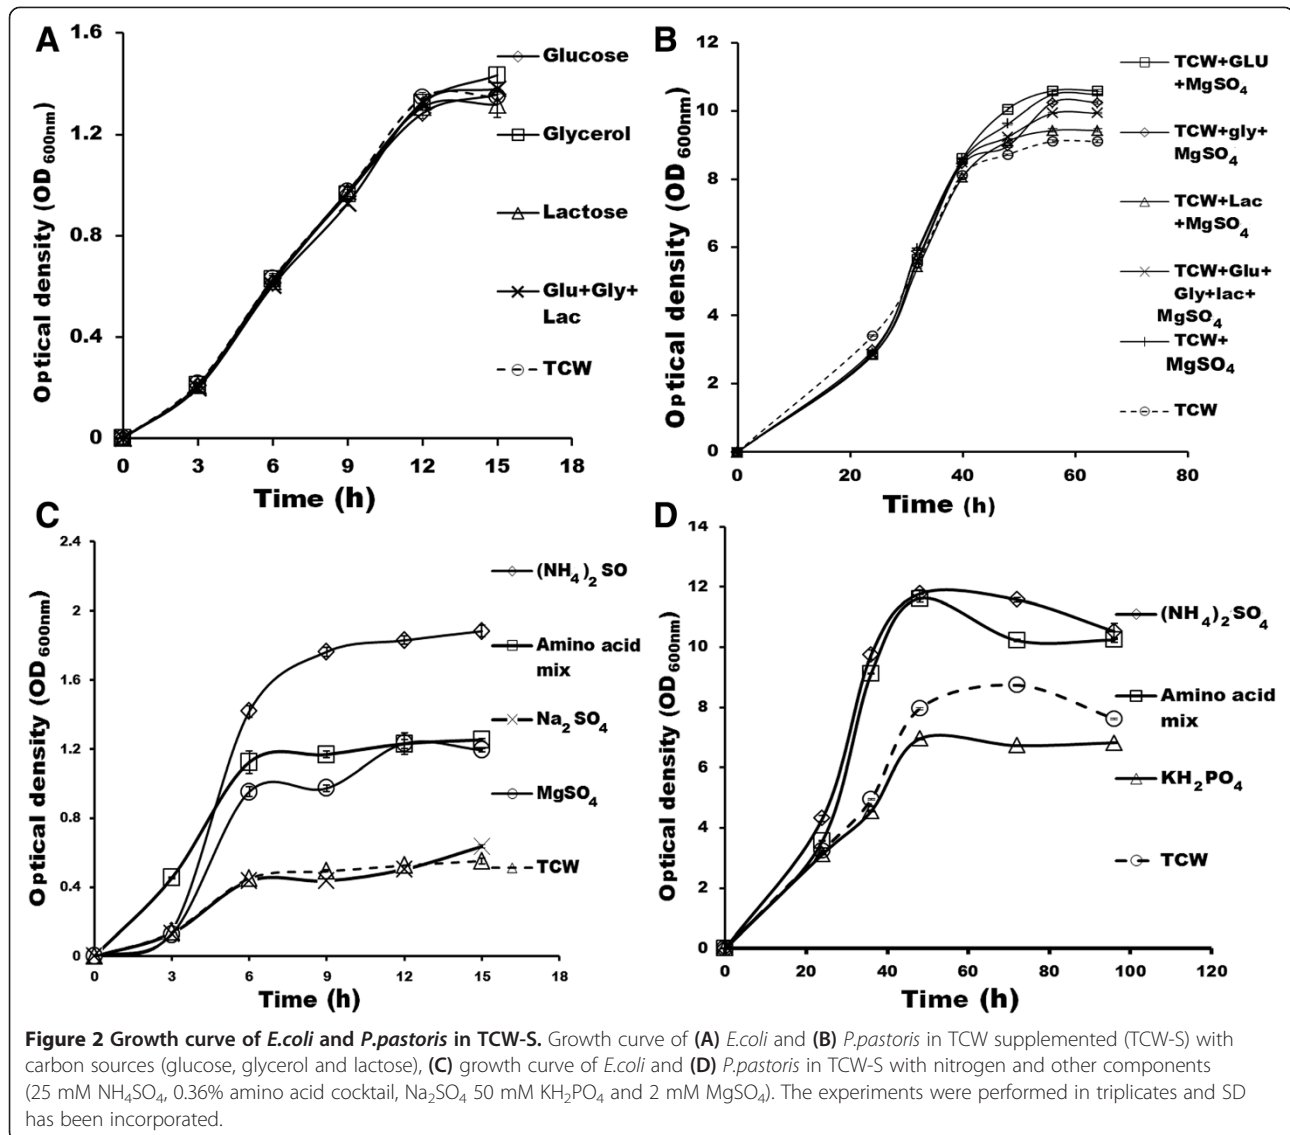 A
1.6
1.2
0.8
0.4
0
0
3
6
9
12
15
18
Optical density (OD 600nm)
Time (h)
Glucose
Glycerol
Lactose
Glu+Gly+
Lac
TCW
B
12
10
8
6
4
2
0
0
20
40
60
80
Optical density (OD 600nm)
Time (h)
TCW+GLU
+MgSO4
TCW+gly+
MgSO4
TCW+Lac
+MgSO4
TCW+Glu+
Gly+lac+
MgSO4
TCW+
MgSO4
TCW
C
2.4
2
1.6
1.2
0.8
0.4
0
0
3
6
9
12
15
18
Optical density (OD600nm)
Time (h)
(NH4)2 SO
Amino acid
mix
Na2 SO4
MgSO4
TCW
D
14
12
10
8
6
4
2
0
0
20
40
60
80
100
120
Optical density (OD600nm)
Time (h)
(NH4)2SO4
Amino acid
mix
KH2PO4
TCW
Figure 2 Growth curve of E.coli and P.pastoris in TCW-S. Growth curve of (A) E.coli and (B) P.pastoris in TCW supplemented (TCW-S) with
carbon sources (glucose, glycerol and lactose), (C) growth curve of E.coli and (D) P.pastoris in TCW-S with nitrogen and other components
(25 mM NH4SO4, 0.36% amino acid cocktail, Na2SO4 50 mM KH2PO4 and 2 mM MgSO4). The experiments were performed in triplicates and SD
has been incorporated.